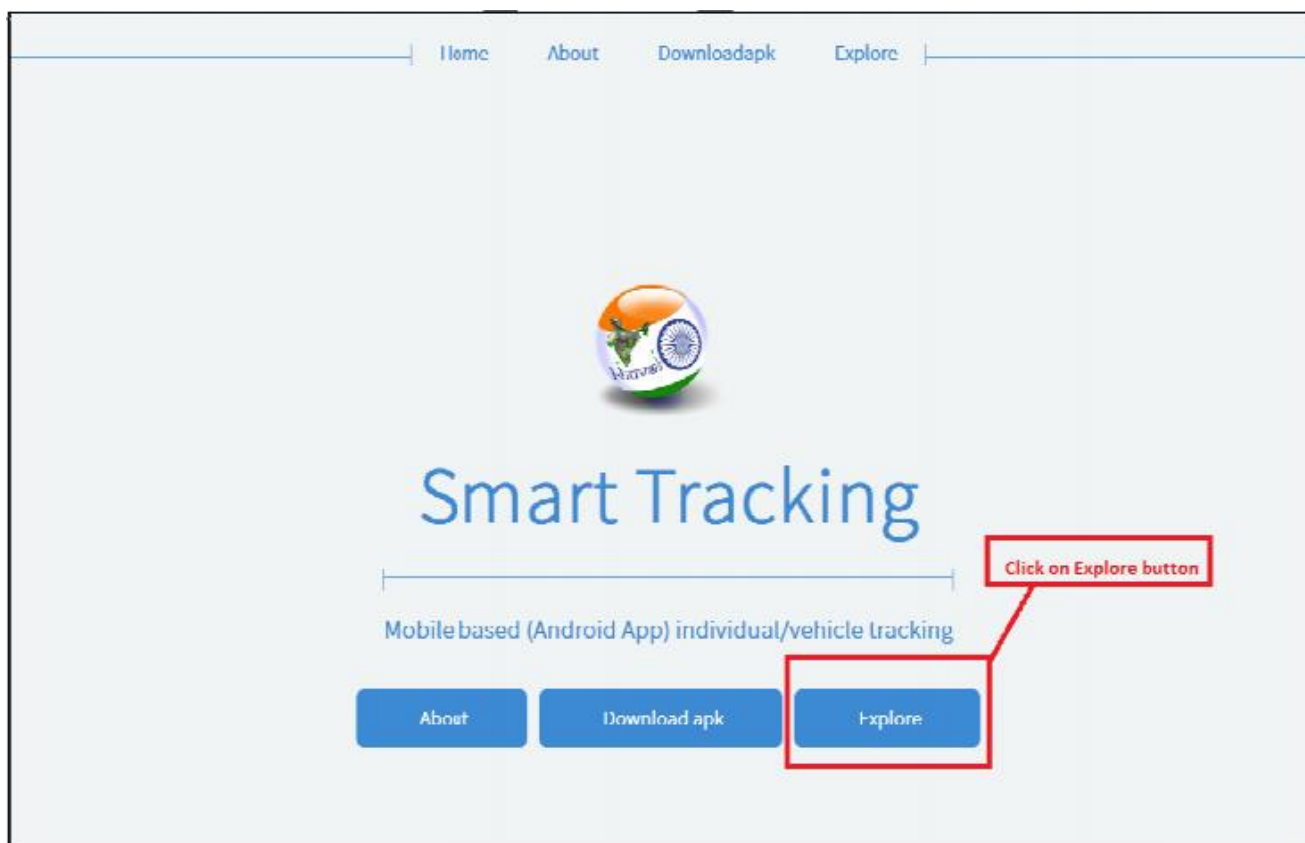 Home About Downloadapk Explore
Bhuvan
Smart Tracking
Click on Explore button
Mobile based (Android App) individual/vehicle tracking
About Download apk Explore